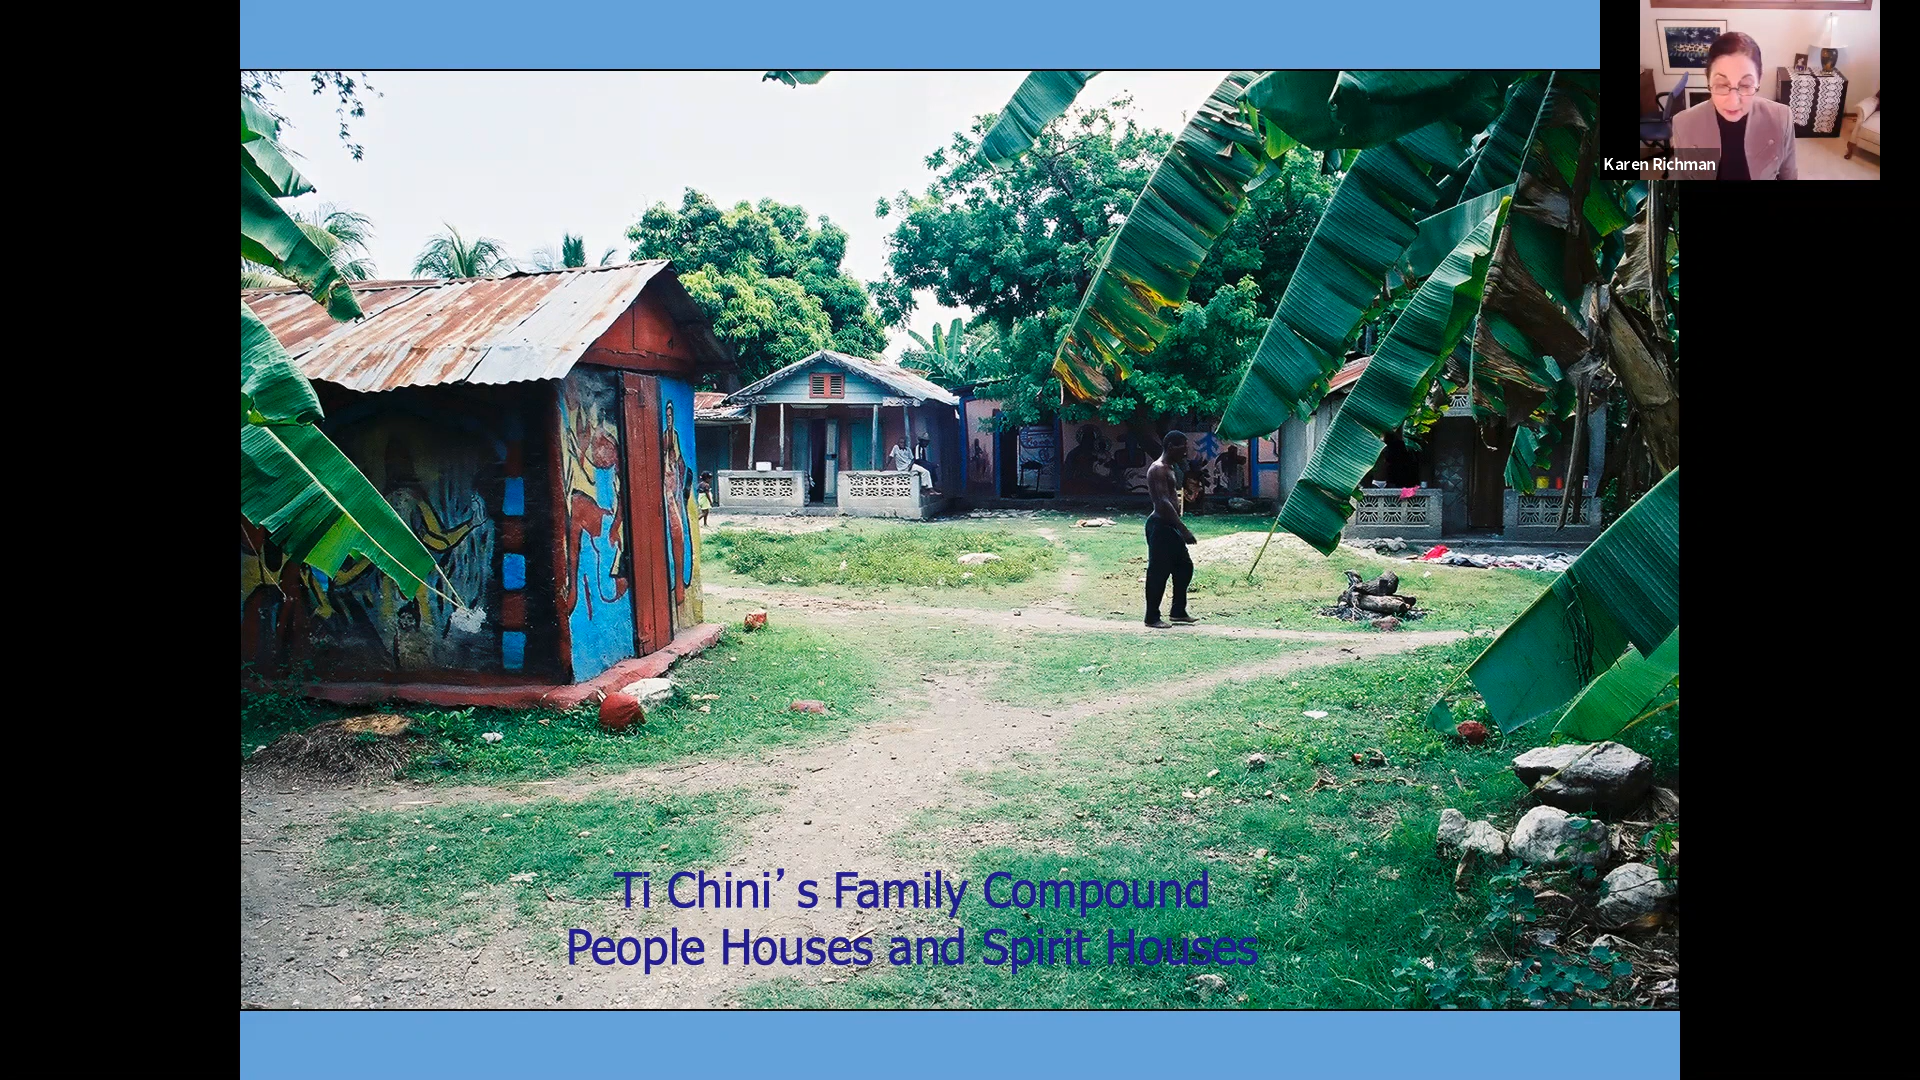 Karen Richman
Ti Chini’s Family Compound
People Houses and Spirit Houses